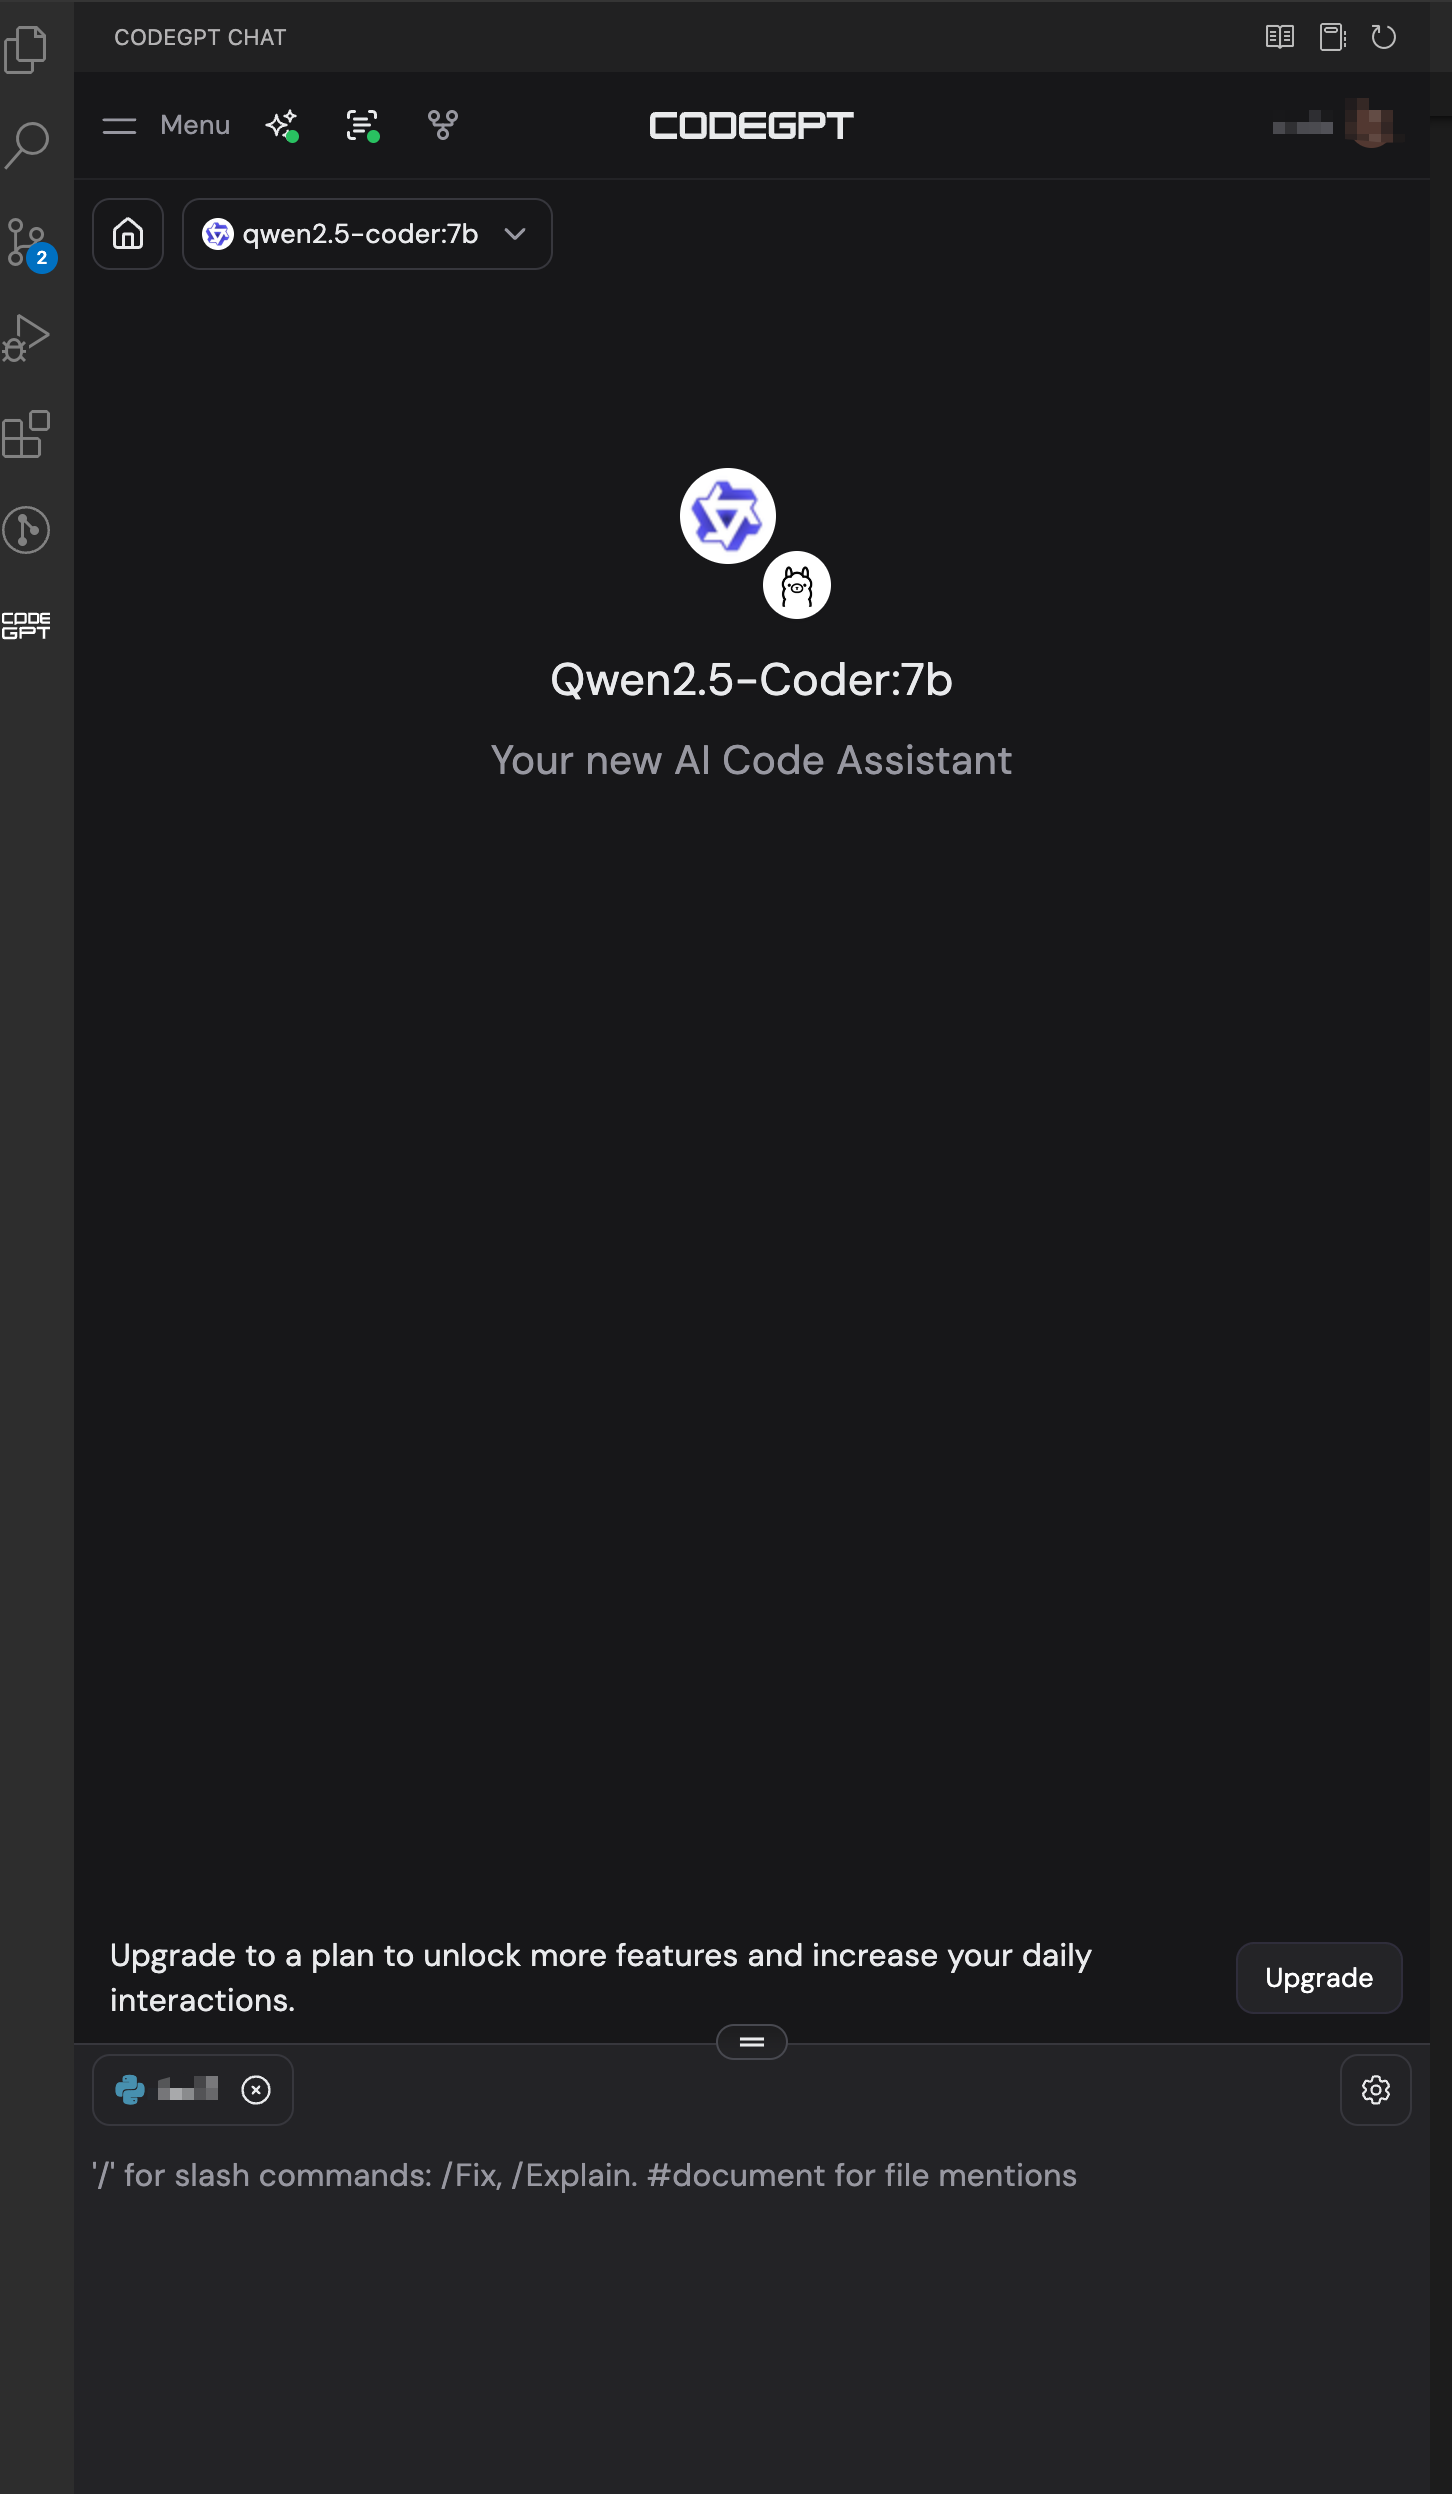 CODEGPT CHAT
Menu
CODEGPT
qwen2.5-coder:7b
2
CODE
GPT
Qwen2.5-Coder:7b
Your new AI Code Assistant
Upgrade to a plan to unlock more features and increase your daily
interactions.
Upgrade
'/' for slash commands: /Fix, /Explain. #document for file mentions